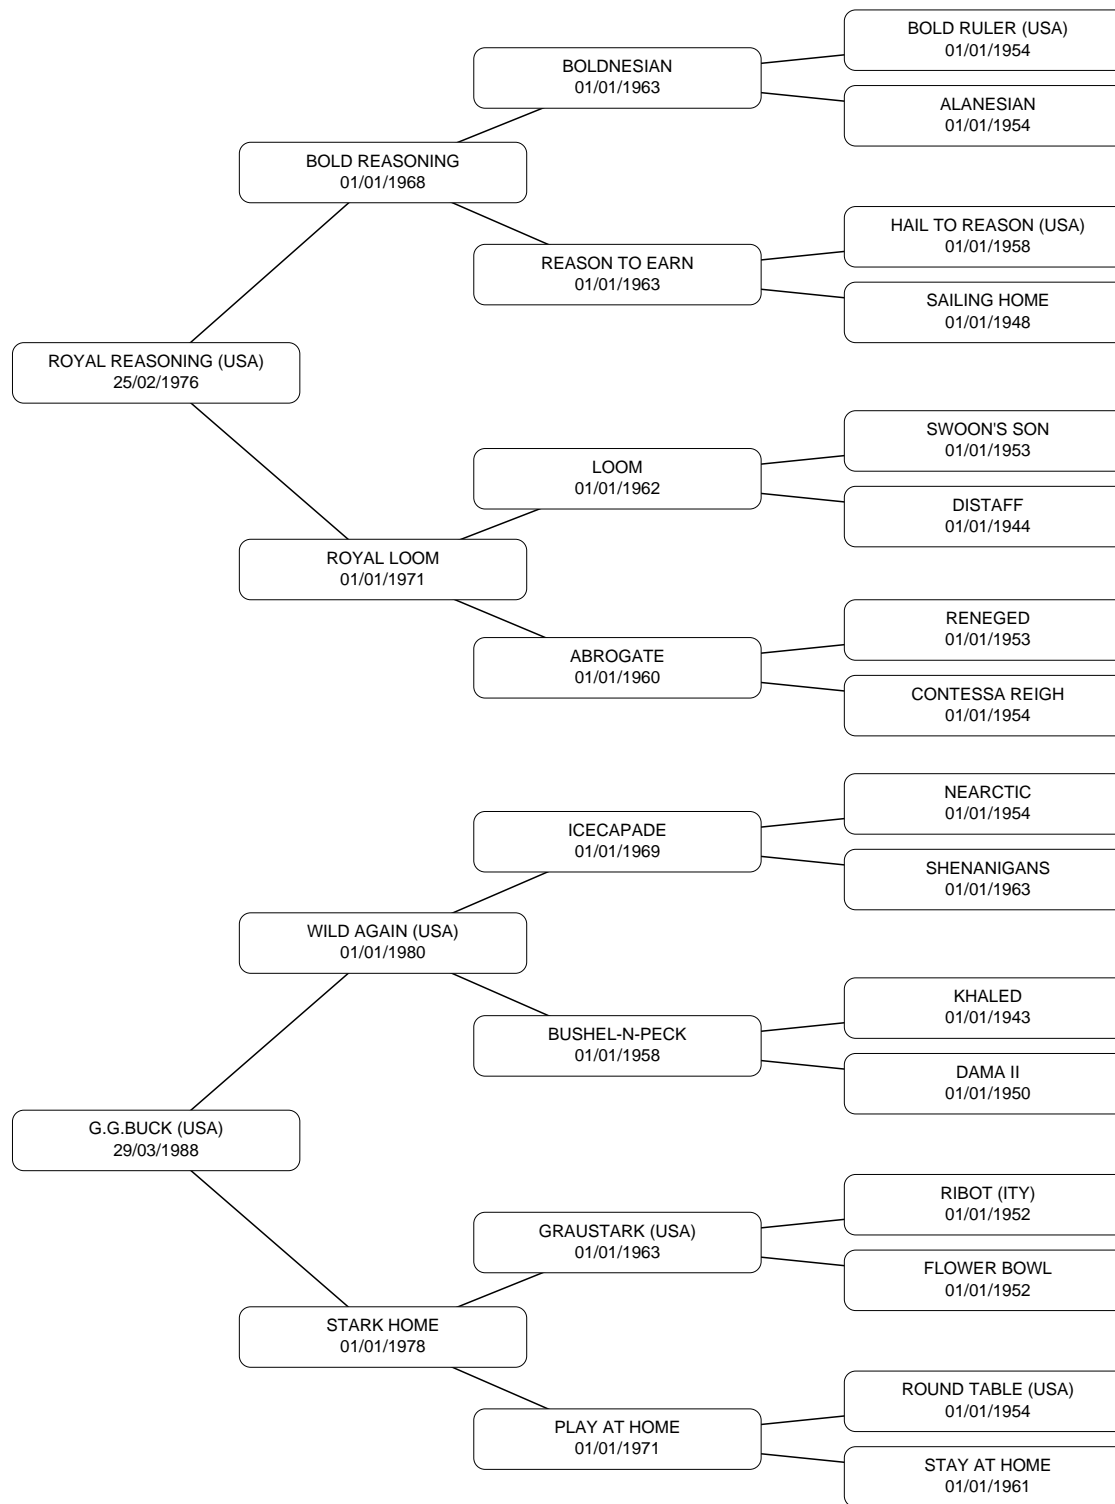 BOLD RULER (USA)
01/01/1954
BOLDNESIAN
01/01/1963
ALANESIAN
01/01/1954
BOLD REASONING
01/01/1968
HAIL TO REASON (USA)
01/01/1958
REASON TO EARN
01/01/1963
SAILING HOME
01/01/1948
ROYAL REASONING (USA)
25/02/1976
SWOON'S SON
01/01/1953
LOOM
01/01/1962
DISTAFF
01/01/1944
ROYAL LOOM
01/01/1971
RENEGED
01/01/1953
ABROGATE
01/01/1960
CONTESSA REIGH
01/01/1954
NEARCTIC
01/01/1954
ICECAPADE
01/01/1969
SHENANIGANS
01/01/1963
WILD AGAIN (USA)
01/01/1980
KHALED
01/01/1943
BUSHEL-N-PECK
01/01/1958
DAMA II
01/01/1950
G.G.BUCK (USA)
29/03/1988
RIBOT (ITY)
01/01/1952
GRAUSTARK (USA)
01/01/1963
FLOWER BOWL
01/01/1952
STARK HOME
01/01/1978
ROUND TABLE (USA)
01/01/1954
PLAY AT HOME
01/01/1971
STAY AT HOME
01/01/1961